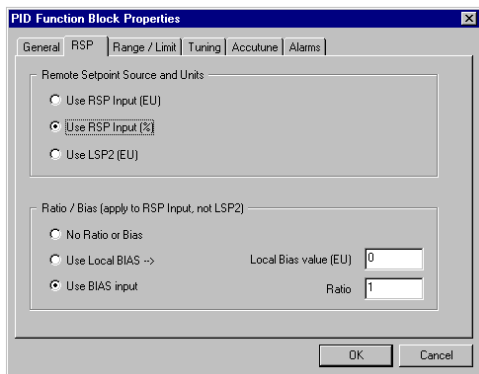 PID Function Block Properties
General RSP Range / Limit Tuning Accutune Alarms
Remote Setpoint Source and Units
Use RSP Input (EU)
Use RSP Input (%)
Use LSP2 (EU)
Ratio / Bias (apply to RSP Input, not LSP2)
No Ratio or Bias
Use Local BIAS --> Local Bias value (EU) 0
Use BIAS input Ratio 1
OK Cancel